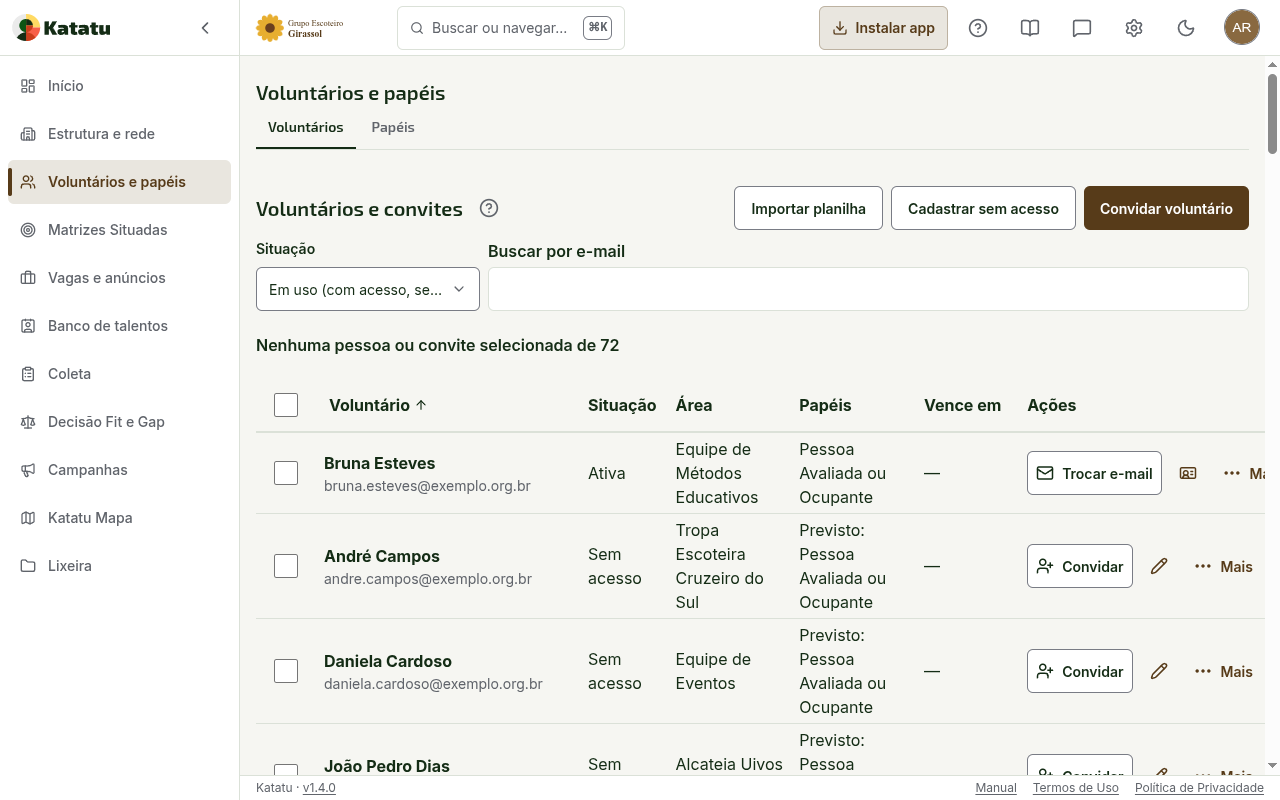 Katatu
Grupo Escoteiro
Girassol
Buscar ou navegar...
⌘K
Instalar app
AR
Início
Estrutura e rede
Voluntários e papéis
Matrizes Situadas
Vagas e anúncios
Banco de talentos
Coleta
Decisão Fit e Gap
Campanhas
Katatu Mapa
Lixeira
Voluntários e papéis
Voluntários
Papéis
Voluntários e convites
Importar planilha
Cadastrar sem acesso
Convidar voluntário
Situação
Buscar por e-mail
Em uso (com acesso, se...
Nenhuma pessoa ou convite selecionada de 72
Voluntário ↑
Situação
Área
Papéis
Vence em
Ações
Bruna Esteves
bruna.esteves@exemplo.org.br
Ativa
Equipe de
Métodos
Educativos
Pessoa
Avaliada ou
Ocupante
—
Trocar e-mail
Ma
André Campos
andre.campos@exemplo.org.br
Sem
acesso
Tropa
Escoteira
Cruzeiro do
Sul
Previsto:
Pessoa
Avaliada ou
Ocupante
—
Convidar
Mais
Daniela Cardoso
daniela.cardoso@exemplo.org.br
Sem
acesso
Equipe de
Eventos
Previsto:
Pessoa
Avaliada ou
Ocupante
—
Convidar
Mais
João Pedro Dias
Sem
Alcateia Uivos
Previsto:
Pessoa
Convidar
Mais
Katatu · v1.4.0
Manual
Termos de Uso
Política de Privacidade